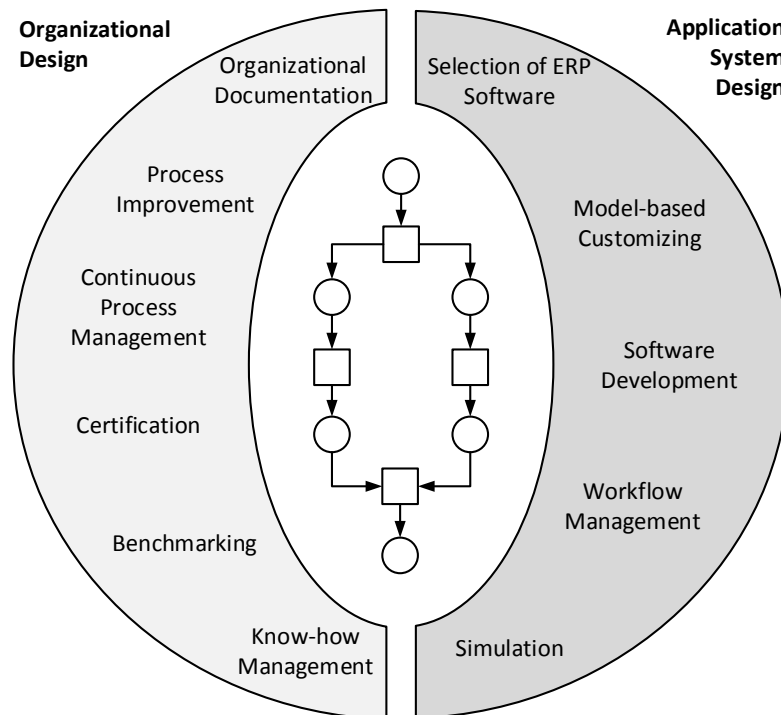 Organizational
Design
Organizational
Documentation
Process
Improvement
Continuous
Process
Management
Certification
Benchmarking
Know-how
Management
Application
System
Design
Selection of ERP
Software
Model-based
Customizing
Software
Development
Workflow
Management
Simulation